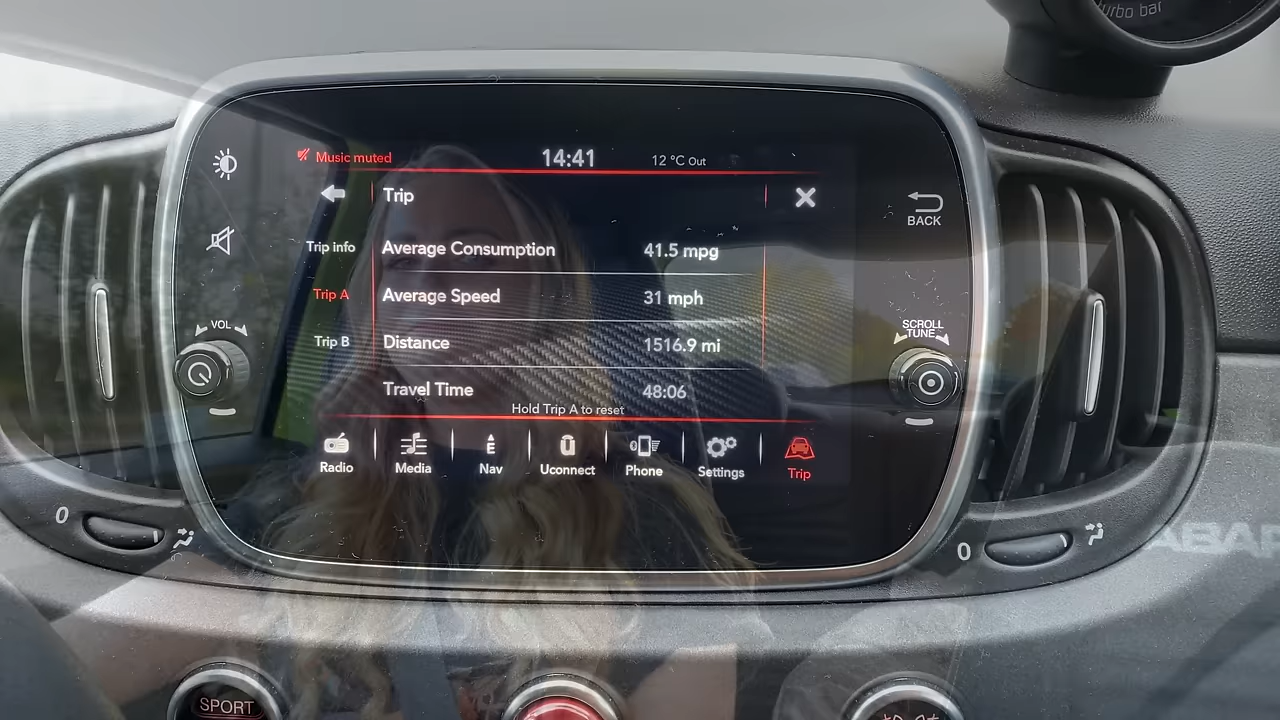 turbo bar
Music muted
14:41
12 °C Out
Trip
BACK
Trip info
Average Consumption 41.5 mpg
Trip A
Average Speed 31 mph
VOL
SCROLL
TUNE
Trip B
Distance 1516.9 mi
Travel Time 48:06
Hold Trip A to reset
Radio
Media
E
Nav
Uconnect
Phone
Settings
Trip
0
0
SPORT